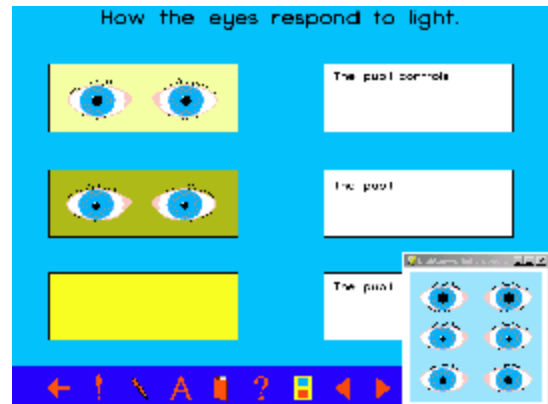 How the eyes respond to light.
The pupil controls
The pupil
The pupil
A
?